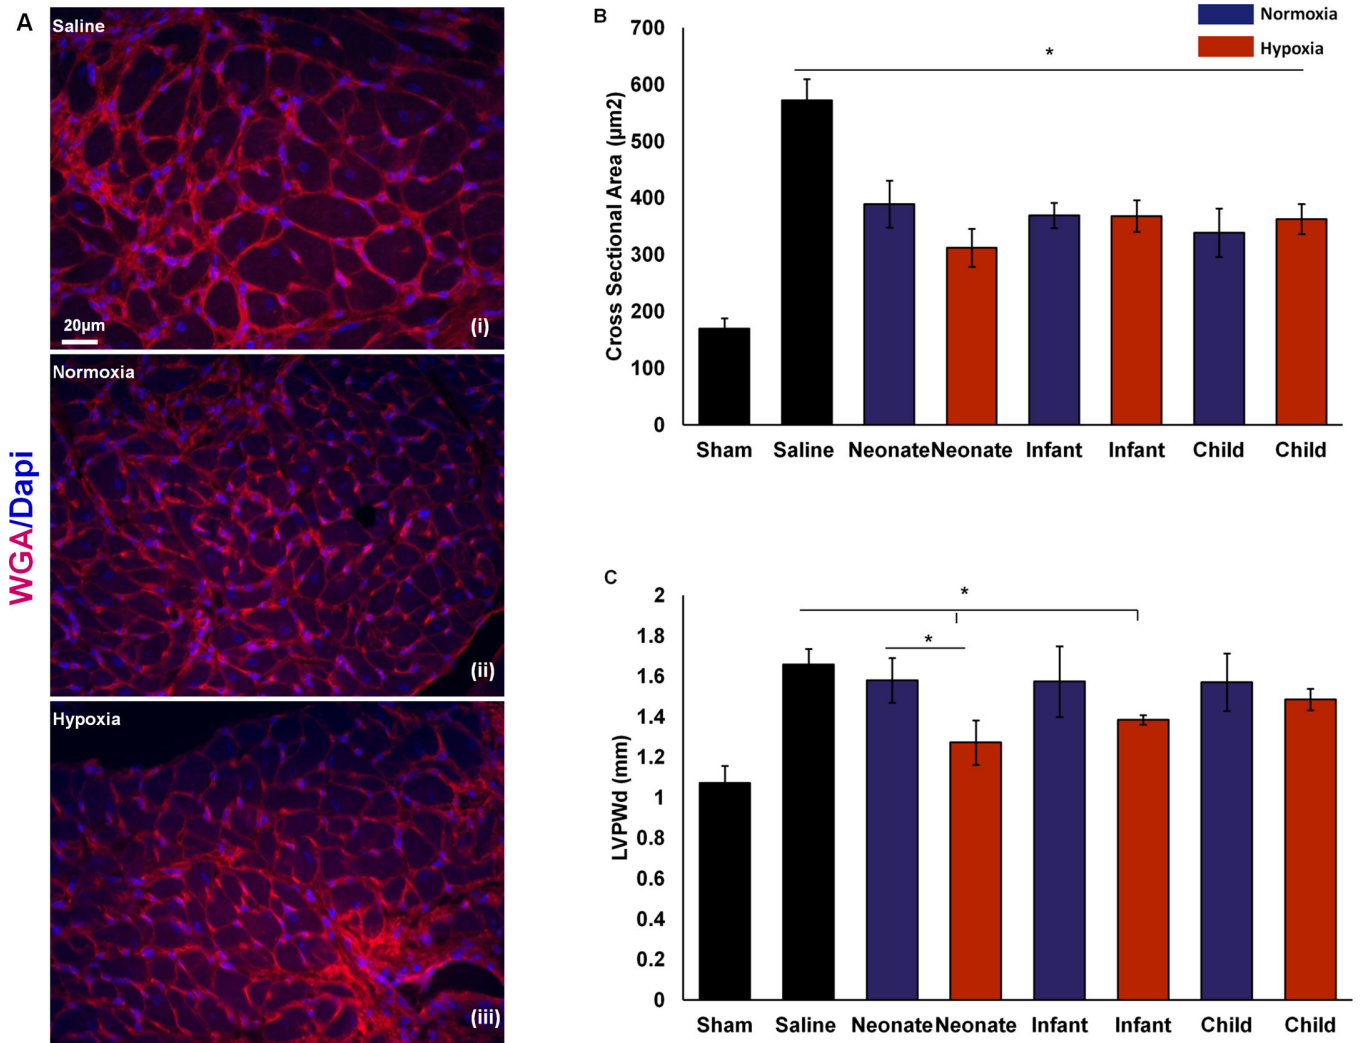 A
Saline
20µm
(i)
Normoxia
(ii)
Hypoxia
(iii)
WGA/Dapi
B
Normoxia
Hypoxia
*
700
600
500
400
300
200
100
0
Cross Sectional Area (µm2)
Sham Saline Neonate Neonate Infant Infant Child Child
C
*
*
2
1.8
1.6
1.4
1.2
1
0.8
0.6
0.4
0.2
0
LVPWd (mm)
Sham Saline Neonate Neonate Infant Infant Child Child